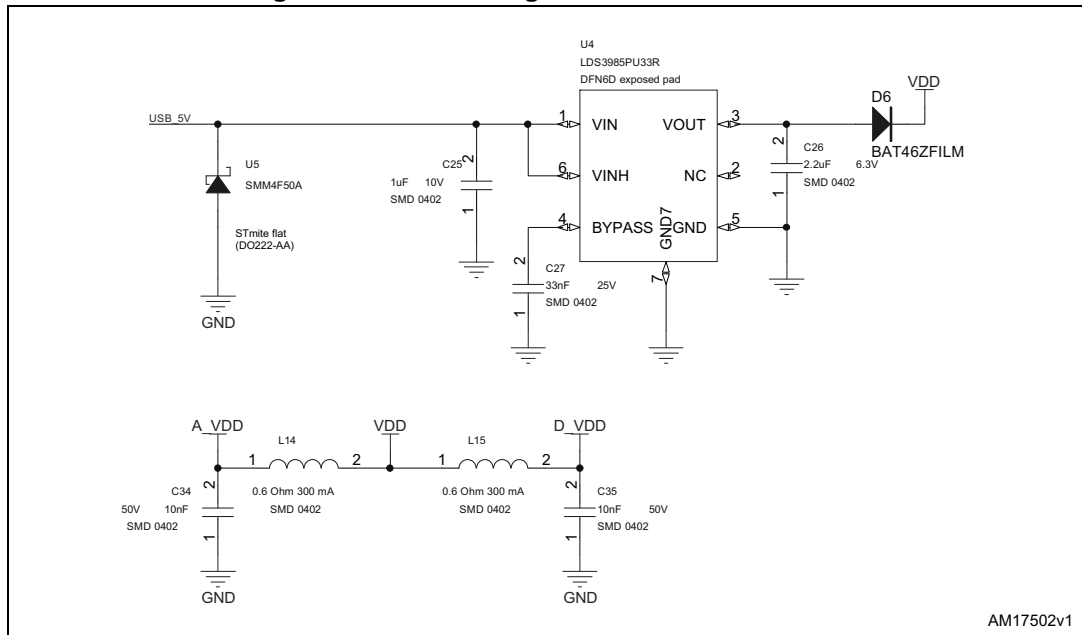 U4
LDS3985PU33R
DFN6D exposed pad
VDD
D6
USB_5V
1
VIN
VOUT
3
BAT46ZFILM
U5
SMM4F50A
C25
2
1uF 10V
SMD 0402
1
6
VINH
NC
2
2
C26
2.2uF 6.3V
SMD 0402
1
STmite flat
(DO222-AA)
4
BYPASS
GND7
GND
5
2
C27
33nF 25V
SMD 0402
1
7
GND
A_VDD
L14
VDD
L15
D_VDD
1
2
1
2
2
C34
50V 10nF
SMD 0402
1
0.6 Ohm 300 mA
SMD 0402
0.6 Ohm 300 mA
SMD 0402
2
C35
10nF 50V
SMD 0402
1
GND
GND
AM17502v1